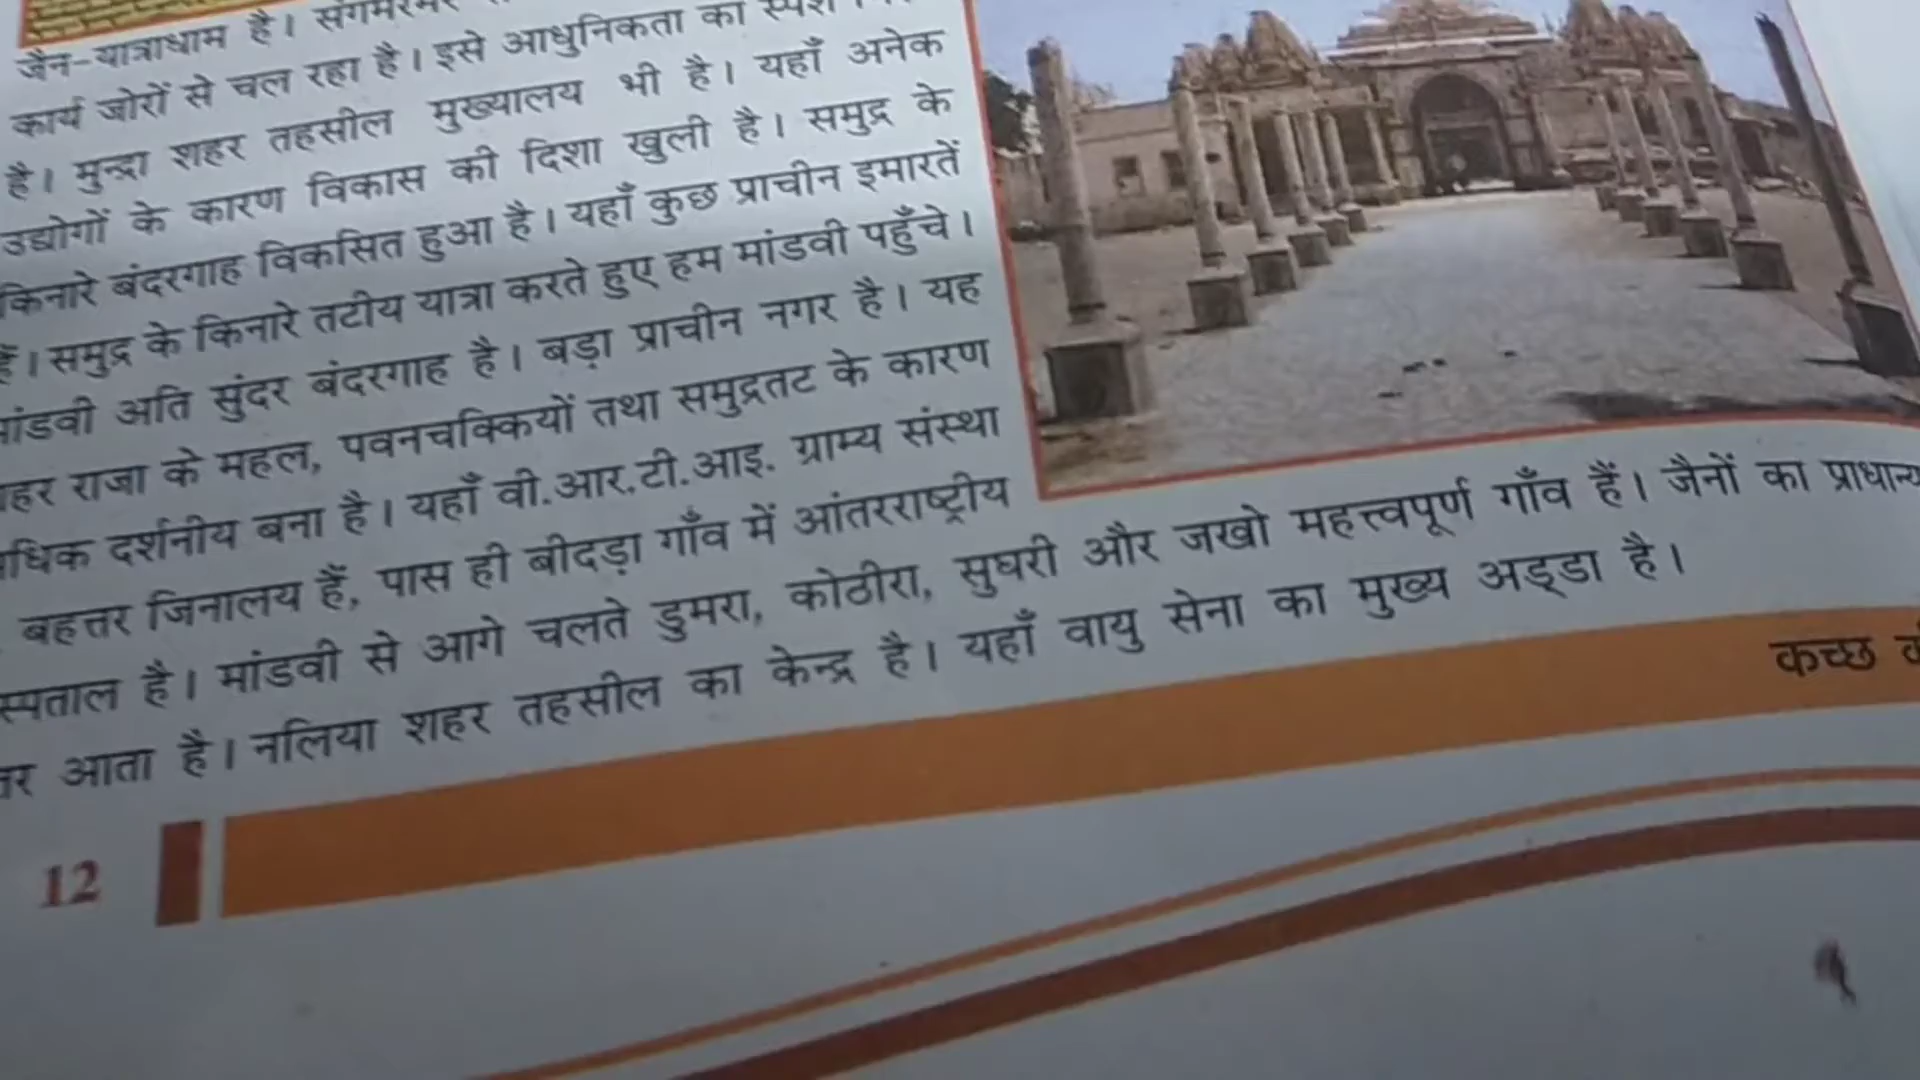 जैन-यात्राधाम है। संगमरमर
कार्य जोरों से चल रहा है। इसे आधुनिकता का स्पर्श
है। मुन्द्रा शहर तहसील मुख्यालय भी है। यहाँ अनेक
उद्योगों के कारण विकास की दिशा खुली है। समुद्र के
किनारे बंदरगाह विकसित हुआ है। यहाँ कुछ प्राचीन इमारतें
हैं। समुद्र के किनारे तटीय यात्रा करते हुए हम मांडवी पहुँचे।
मांडवी अति सुंदर बंदरगाह है। बड़ा प्राचीन नगर है। यह
राजा के महल, पवनचक्कियों तथा समुद्रतट के कारण
दर्शनीय बना है। यहाँ वी.आर.टी.आइ. ग्राम्य संस्था
बहत्तर जिनालय हैं, पास ही बीदड़ा गाँव में आंतरराष्ट्रीय
है। मांडवी से आगे चलते डुमरा, कोठीरा, सुघरी और जखो महत्त्वपूर्ण गाँव हैं। जैनों का प्राधान्य
आता है। नलिया शहर तहसील का केन्द्र है। यहाँ वायु सेना का मुख्य अड्डा है।
कच्छ
12